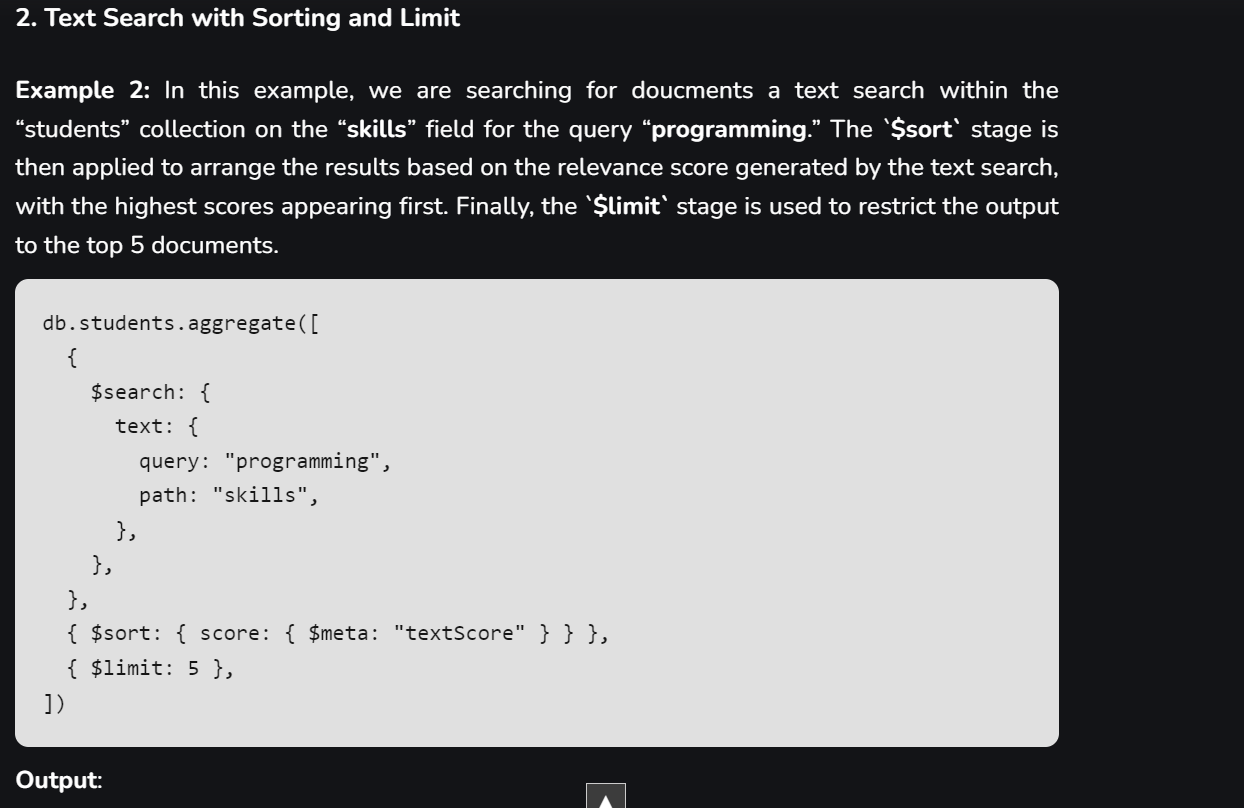 2. Text Search with Sorting and Limit
Example 2: In this example, we are searching for doucments a text search within the
“students” collection on the “skills” field for the query “programming.” The `$sort` stage is
then applied to arrange the results based on the relevance score generated by the text search,
with the highest scores appearing first. Finally, the `$limit` stage is used to restrict the output
to the top 5 documents.
db.students.aggregate([
  {
    $search: {
      text: {
        query: "programming",
        path: "skills",
      },
    },
  },
  { $sort: { score: { $meta: "textScore" } } },
  { $limit: 5 },
])
Output: